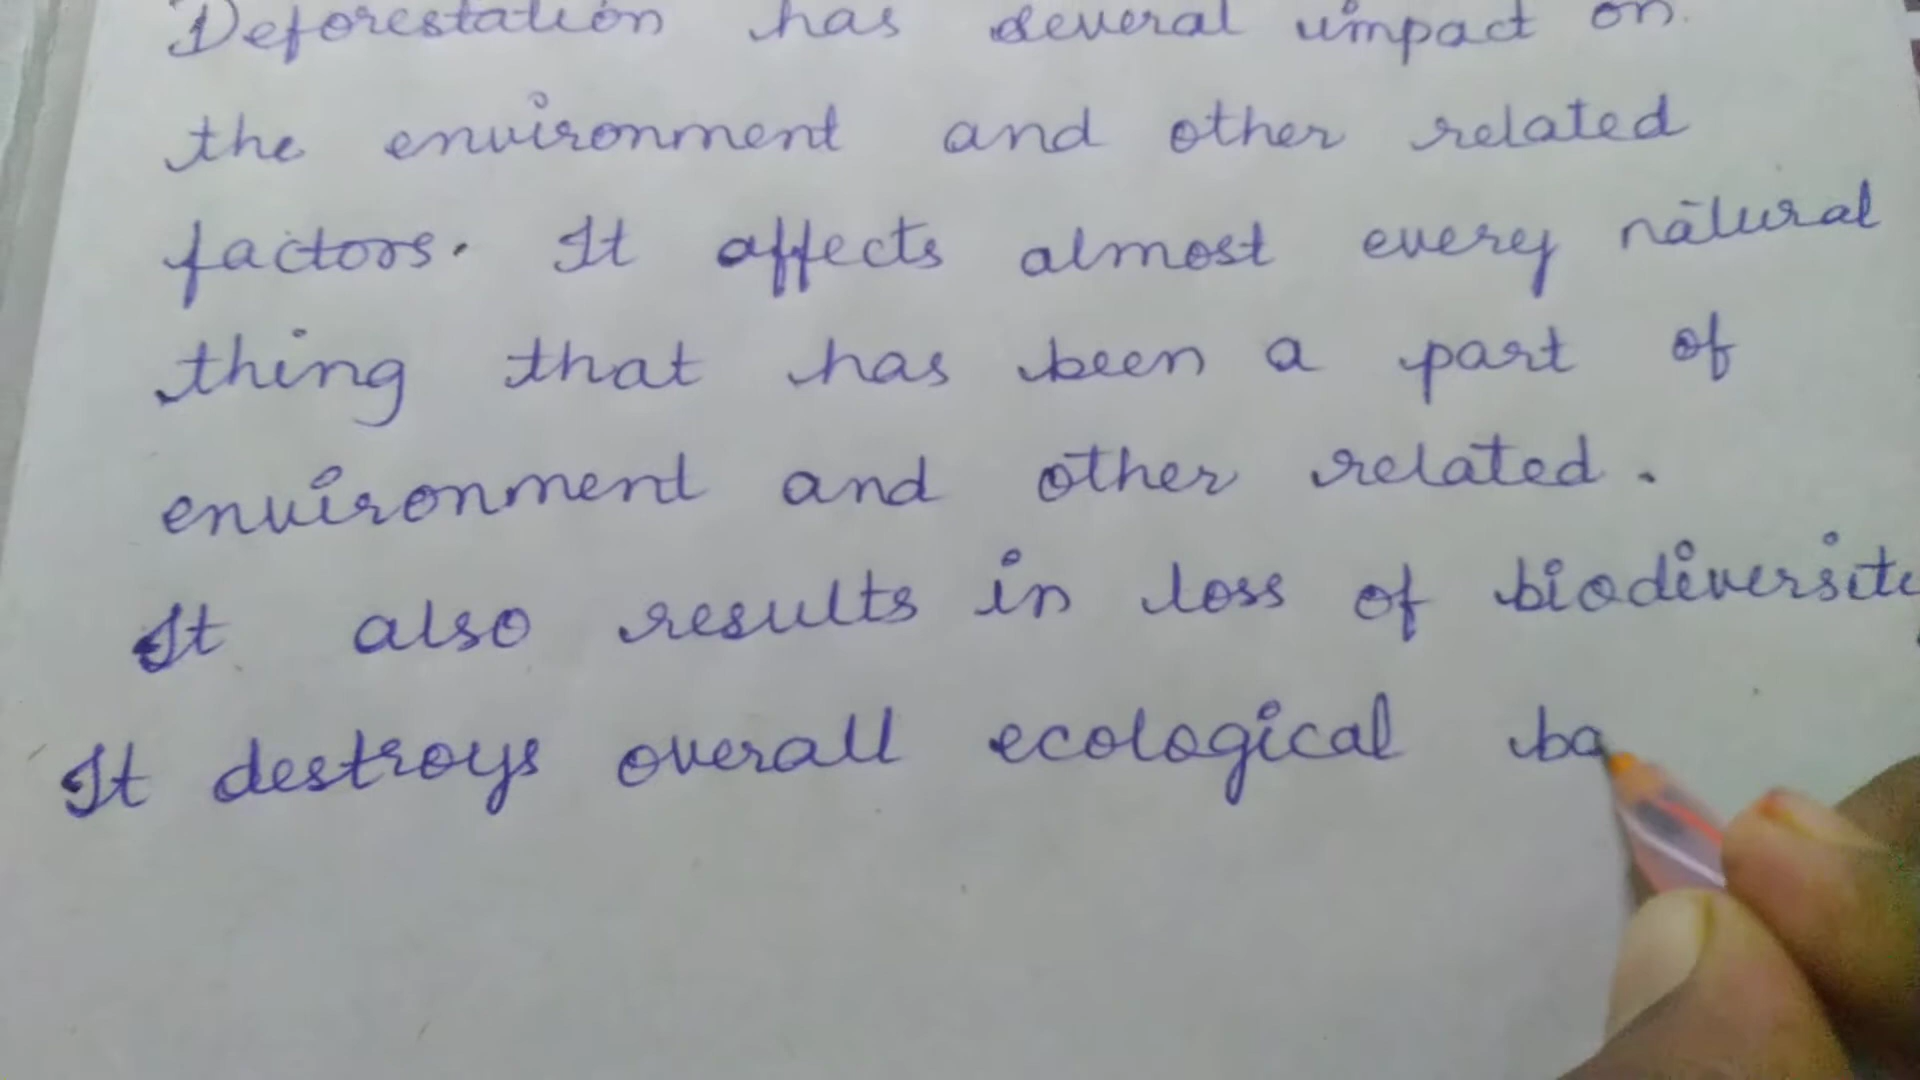 Deforestation has several impact on
the environment and other related
factors. It affects almost every natural
thing that has been a part of
environment and other related.
It also results in loss of biodiversity
It destroys overall ecological ba